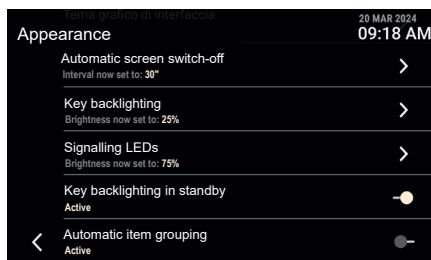 Tema grafico di interfaccia
20 MAR 2024
Appearance
09:18 AM
Automatic screen switch-off
Interval now set to: 30"
Key backlighting
Brightness now set to: 25%
Signalling LEDs
Brightness now set to: 75%
Key backlighting in standby
Active
Automatic item grouping
Active